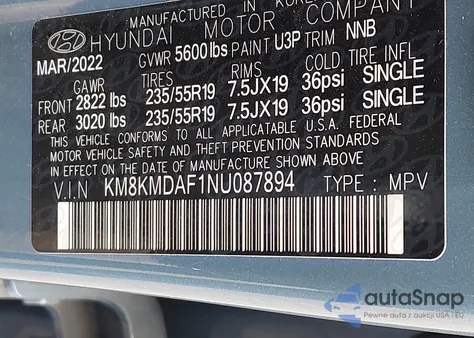 MANUFACTURED IN KOREA
HYUNDAI MOTOR COMPANY
MAR/2022 GVWR 5600 lbs PAINT U3P TRIM NNB
GAWR TIRES RIMS COLD TIRE INFL
FRONT 2822 lbs 235/55R19 7.5JX19 36psi SINGLE
REAR 3020 lbs 235/55R19 7.5JX19 36psi SINGLE
THIS VEHICLE CONFORMS TO ALL APPLICABLE U.S.A. FEDERAL
MOTOR VEHICLE SAFETY AND THEFT PREVENTION STANDARDS
IN EFFECT ON THE DATE OF MANUFACTURE SHOWN ABOVE.
V.I.N KM8KMDAF1NU087894 TYPE : MPV
autaSnap
Pewne auta z aukcji USA i EU